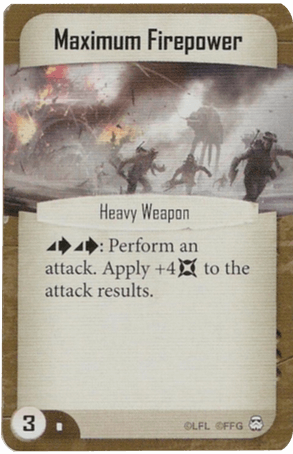 Maximum Firepower
Heavy Weapon
: Perform an
attack. Apply +4 to the
attack results.
3
©LFL ©FFG